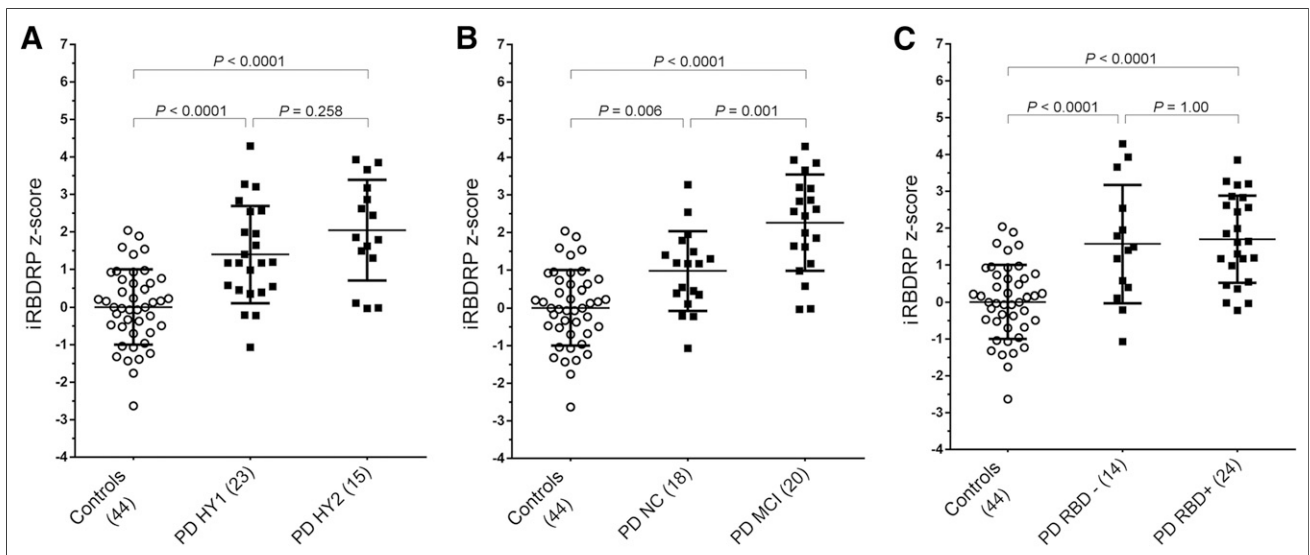 A
7
6
5
4
3
2
1
0
-1
-2
-3
-4
iRBDRP z-score
P < 0.0001
P < 0.0001
P = 0.258
Controls
(44)
PD HY1 (23)
PD HY2 (15)
B
7
6
5
4
3
2
1
0
-1
-2
-3
-4
iRBDRP z-score
P < 0.0001
P = 0.006
P = 0.001
Controls
(44)
PD NC (18)
PD MCI (20)
C
7
6
5
4
3
2
1
0
-1
-2
-3
-4
iRBDRP z-score
P < 0.0001
P < 0.0001
P = 1.00
Controls
(44)
PD RBD - (14)
PD RBD+ (24)